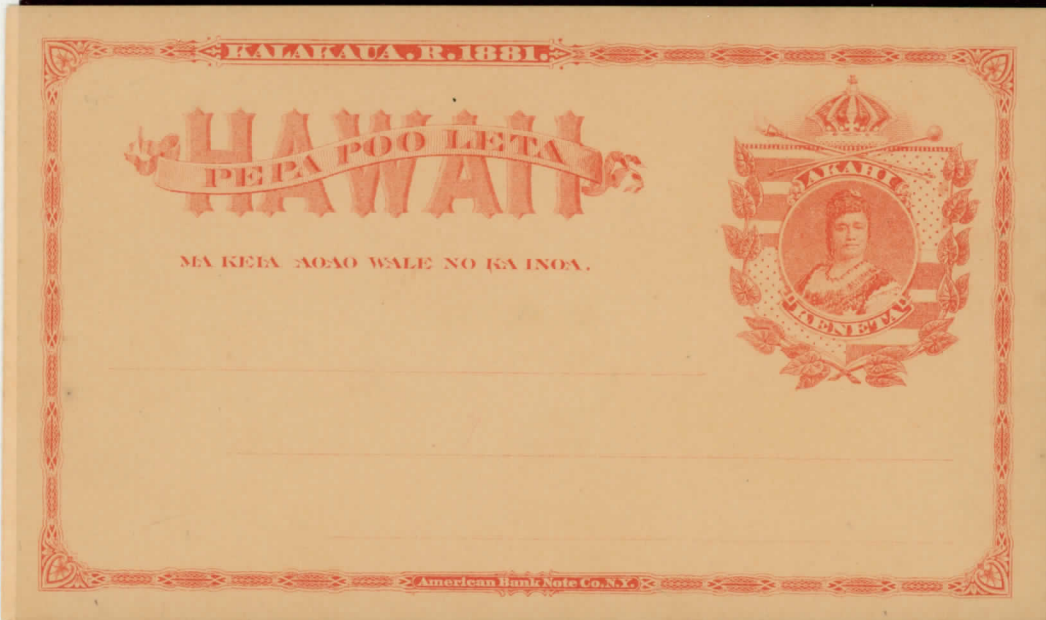 KALAKAUA. R. 1881.
HAWAII
PEPA POO LETA
AKAHI
KENETA
MA KEIA AOAO WALE NO KA INOA.
American Bank Note Co. N.Y.